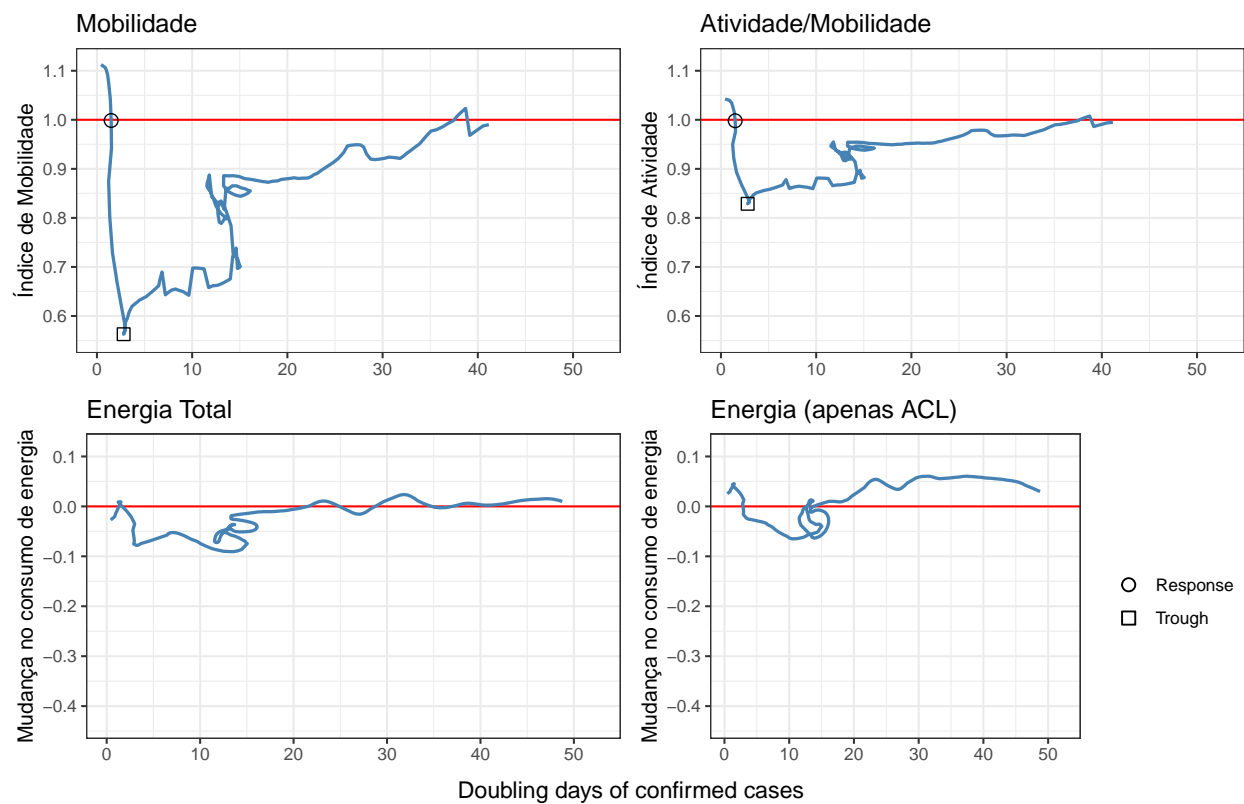 Mobilidade
Índice de Mobilidade
1.1
1.0
0.9
0.8
0.7
0.6
0 10 20 30 40 50
Atividade/Mobilidade
Índice de Atividade
1.1
1.0
0.9
0.8
0.7
0.6
0 10 20 30 40 50
Energia Total
Mudança no consumo de energia
0.1
0.0
−0.1
−0.2
−0.3
−0.4
0 10 20 30 40 50
Energia (apenas ACL)
Mudança no consumo de energia
0.1
0.0
−0.1
−0.2
−0.3
−0.4
0 10 20 30 40 50
Response
Trough
Doubling days of confirmed cases